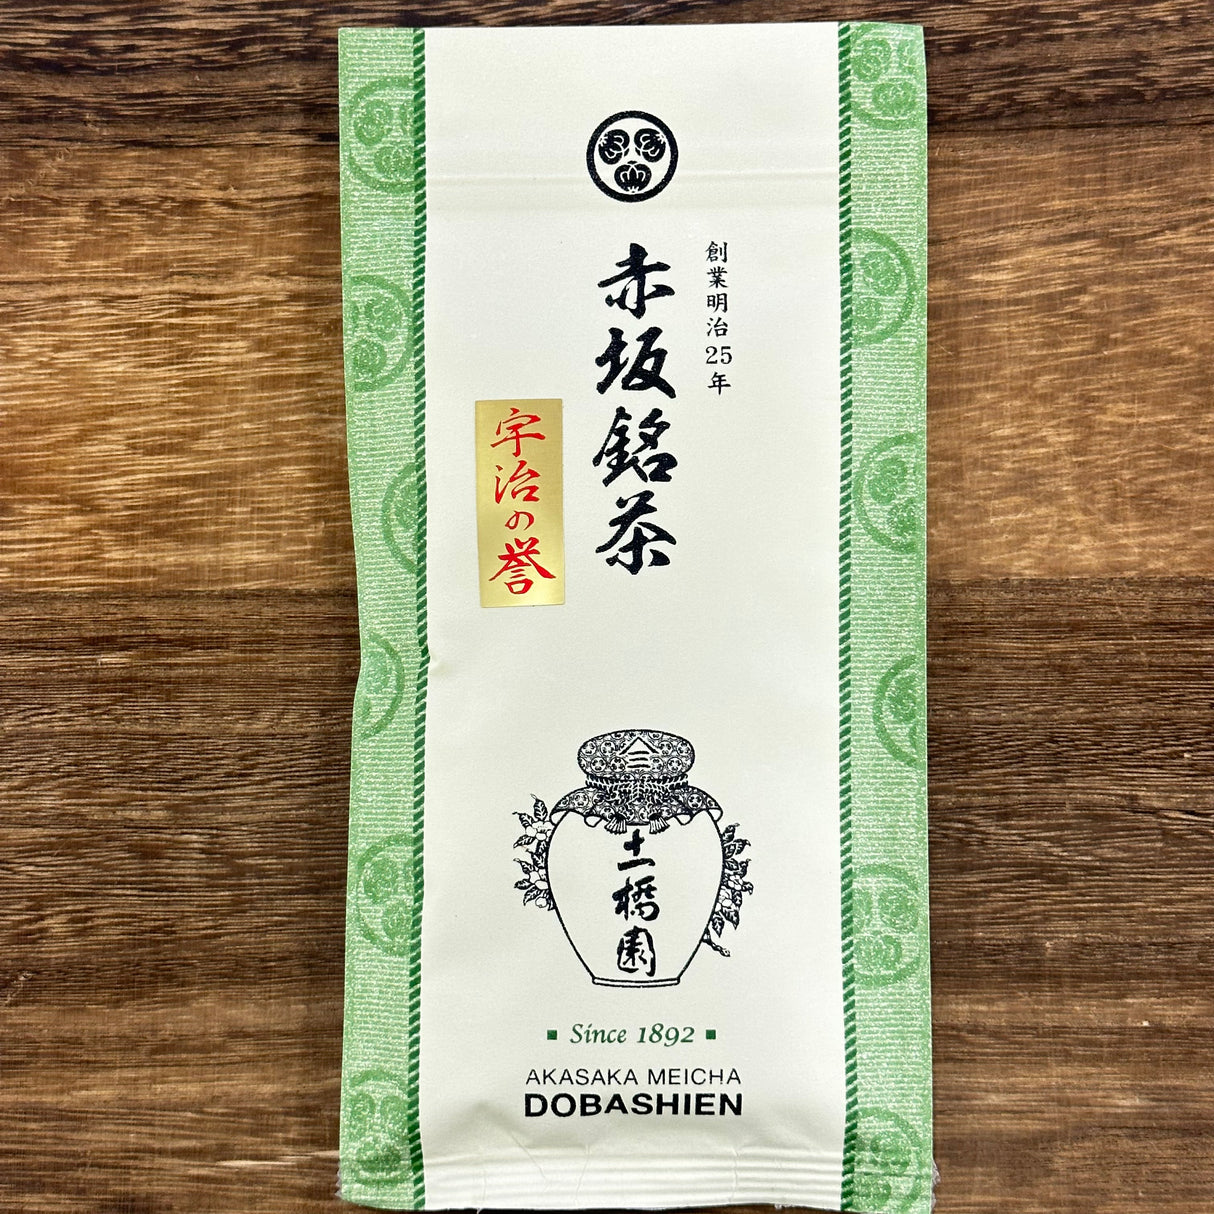 創業明治25年
赤坂銘茶
宇治の誉
土橋園
Since 1892
AKASAKA MEICHA
DOBASHIEN